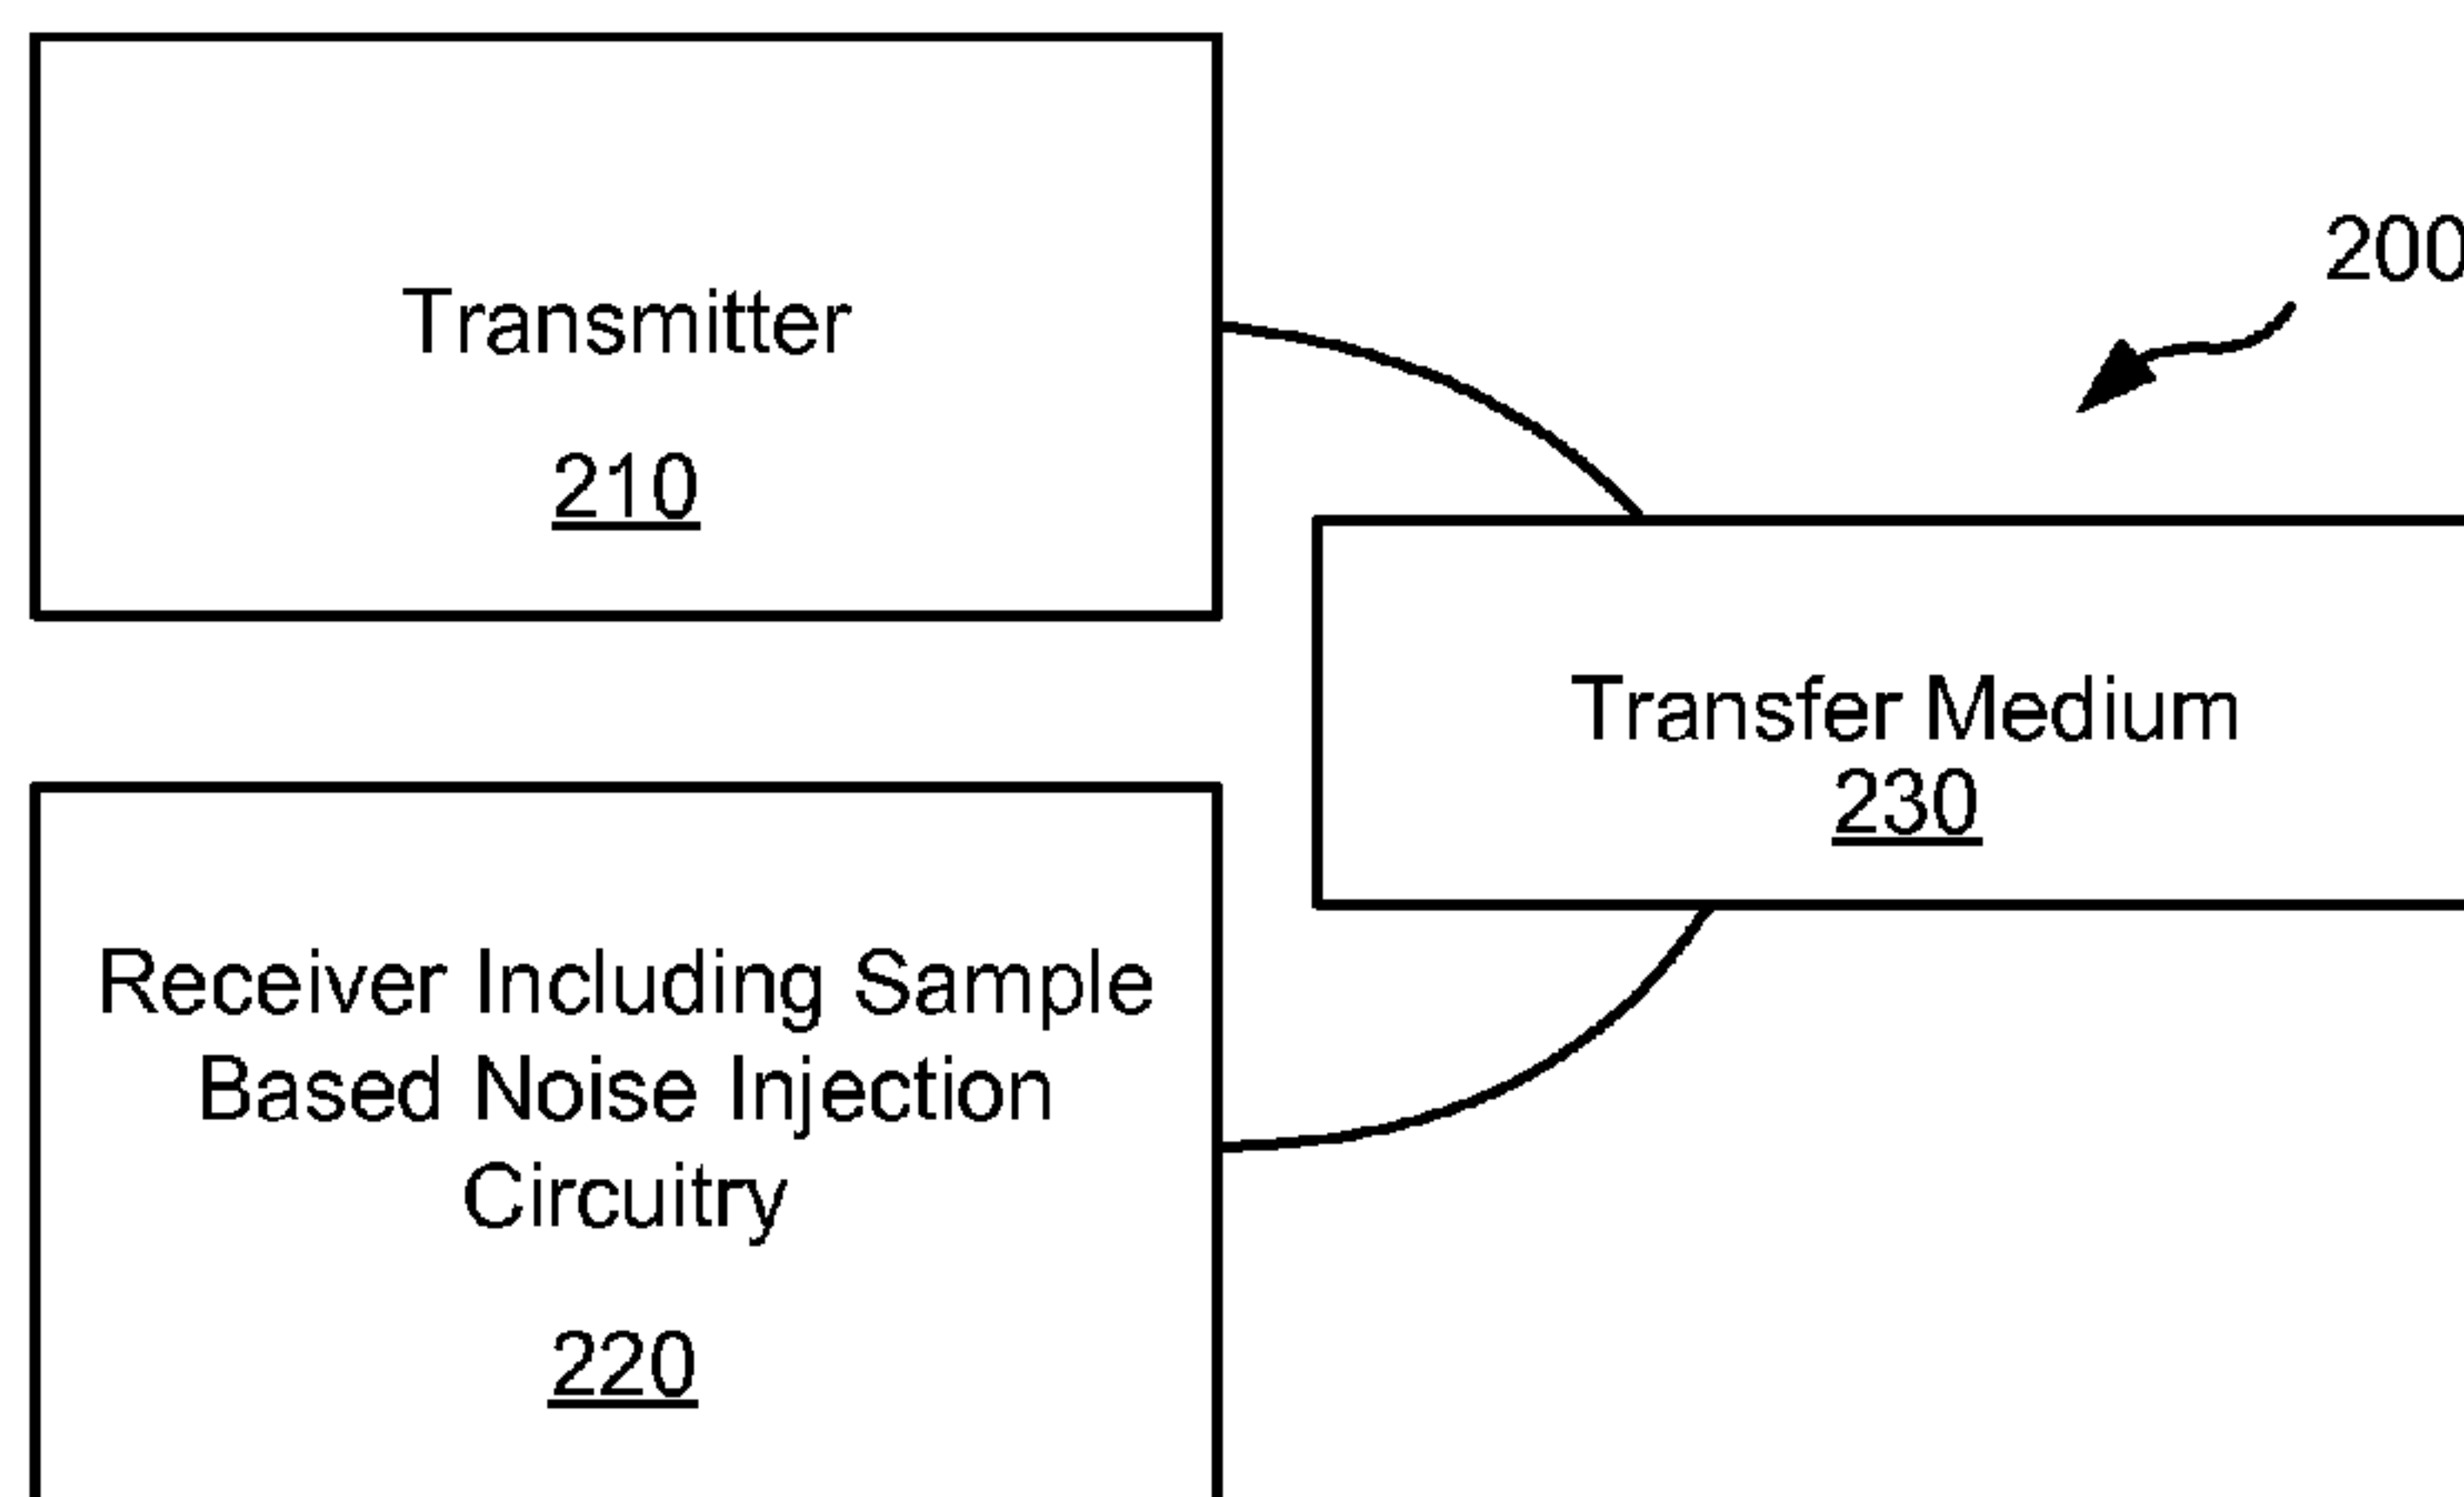 Transmitter
210
200
Transfer Medium
230
Receiver Including Sample
Based Noise Injection
Circuitry
220